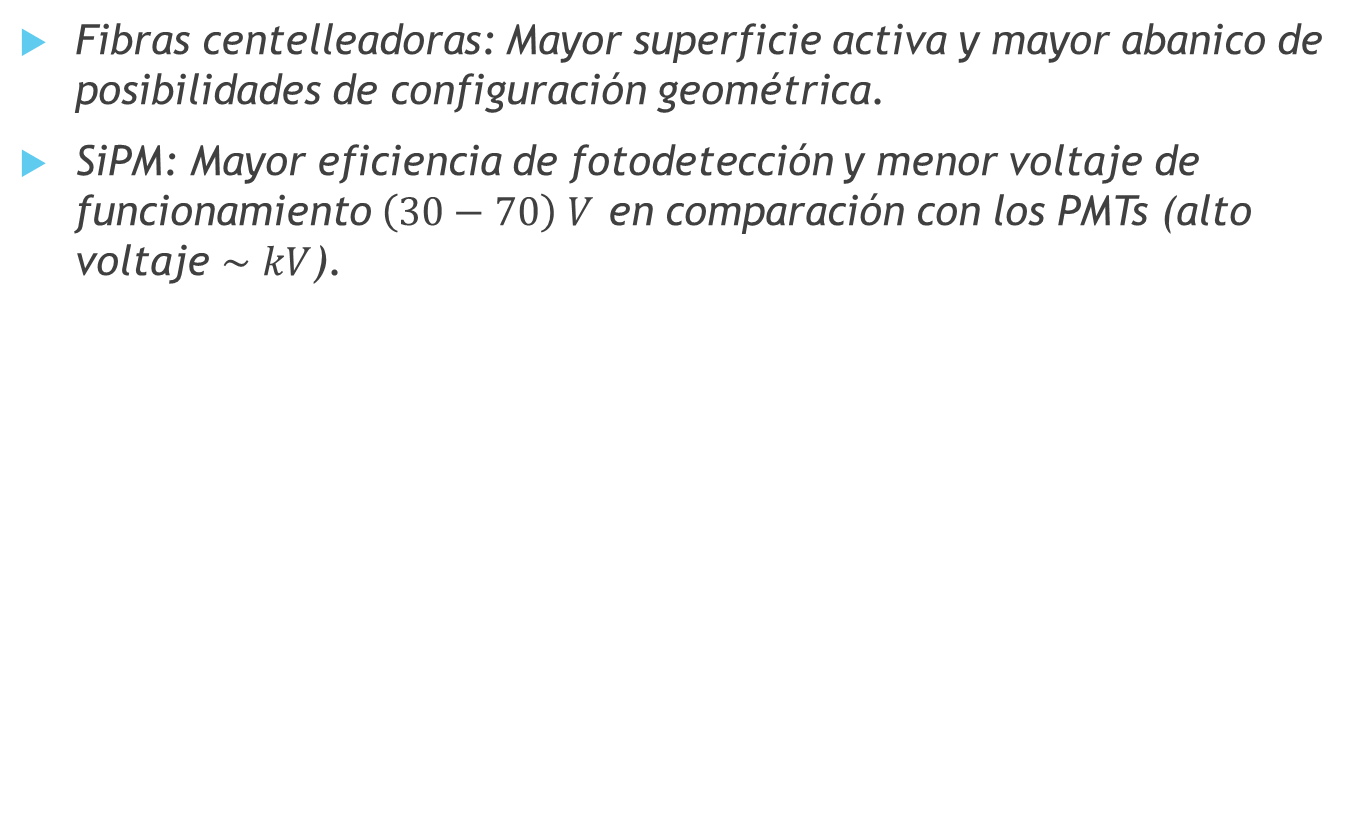 Fibras centelleadoras: Mayor superficie activa y mayor abanico de
posibilidades de configuración geométrica.
SiPM: Mayor eficiencia de fotodetección y menor voltaje de
funcionamiento (30 − 70) V en comparación con los PMTs (alto
voltaje ~ kV).